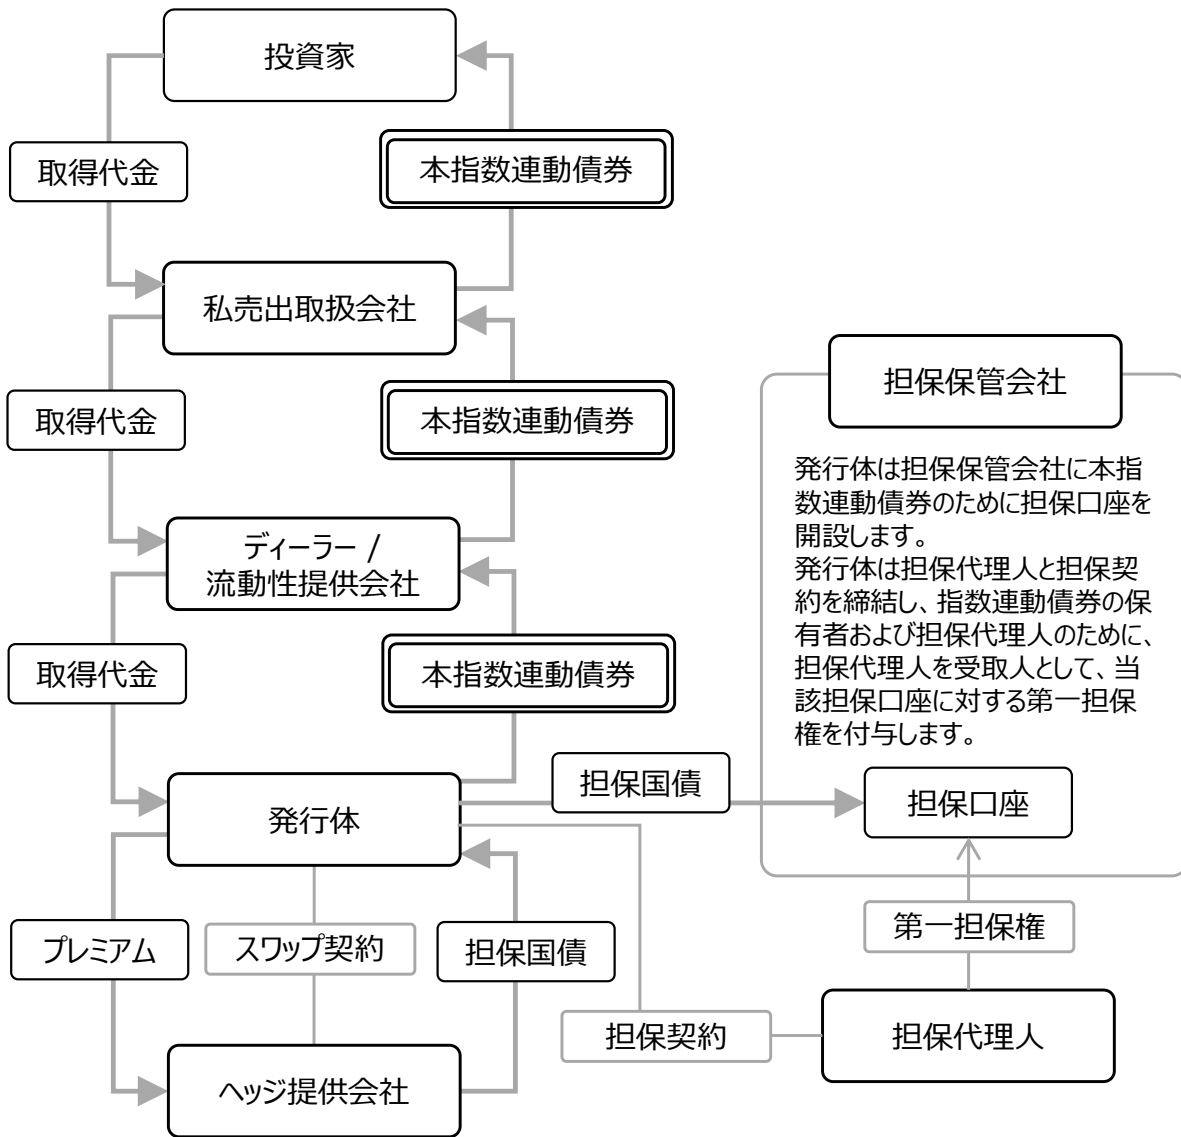 投資家
取得代金
本指数連動債券
私売出取扱会社
取得代金
本指数連動債券
ディーラー /
流動性提供会社
取得代金
本指数連動債券
発行体
プレミアム
スワップ契約
担保国債
ヘッジ提供会社
担保国債
担保契約
担保保管会社
発行体は担保保管会社に本指
数連動債券のために担保口座を
開設します。
発行体は担保代理人と担保契
約を締結し、指数連動債券の保
有者および担保代理人のために、
担保代理人を受取人として、当
該担保口座に対する第一担保
権を付与します。
担保口座
第一担保権
担保代理人